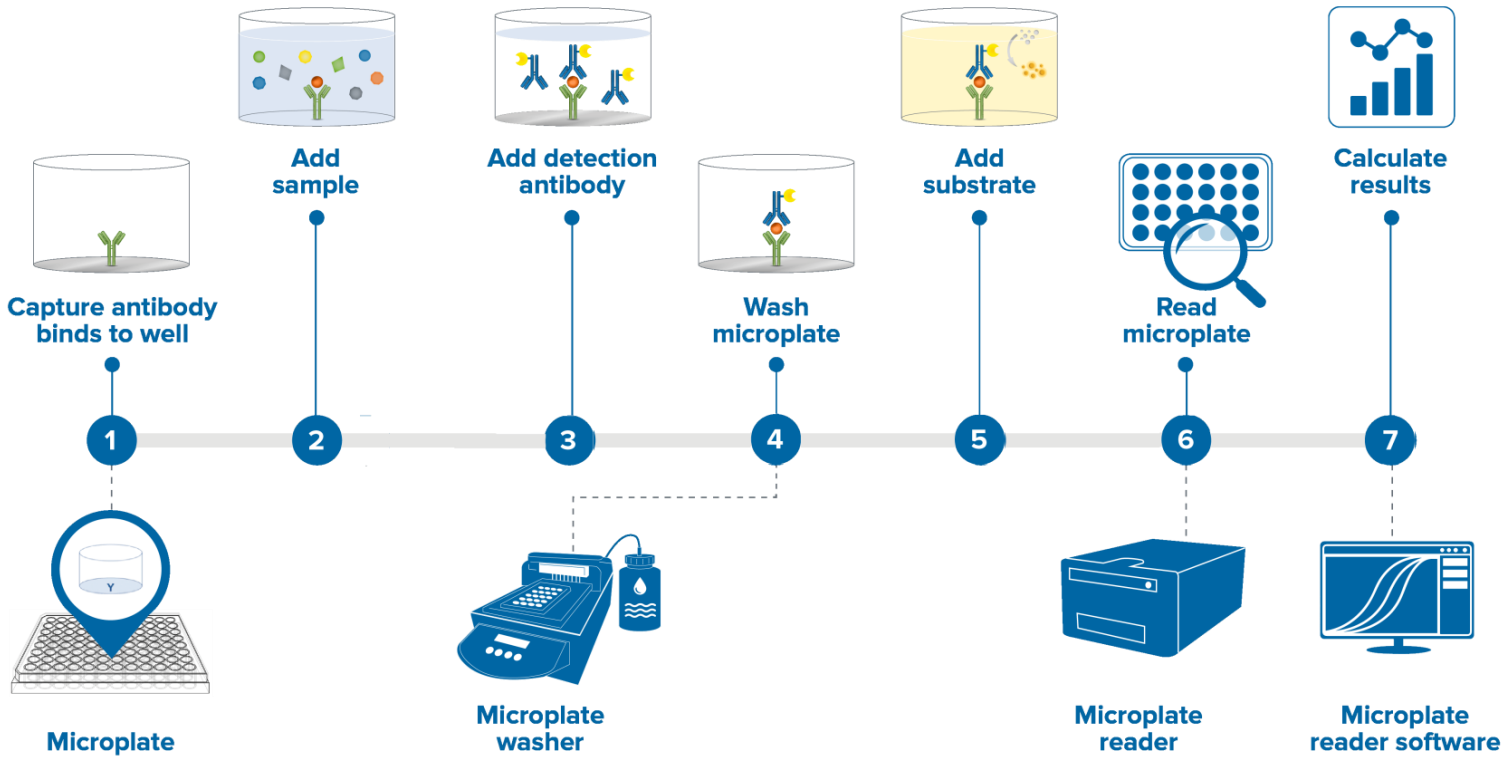 Add
sample
Add detection
antibody
Add
substrate
Calculate
results
Capture antibody
binds to well
Wash
microplate
Read
microplate
1
2
3
4
5
6
7
Y
Microplate
Microplate
washer
Microplate
reader
Microplate
reader software